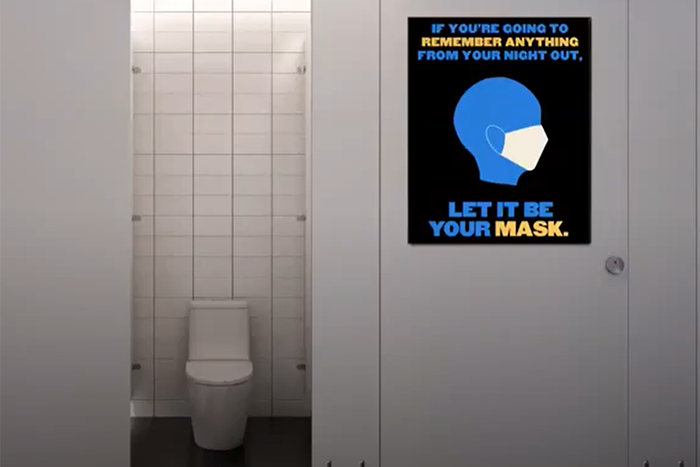 IF YOU'RE GOING TO
REMEMBER ANYTHING
FROM YOUR NIGHT OUT,
LET IT BE
YOUR MASK.